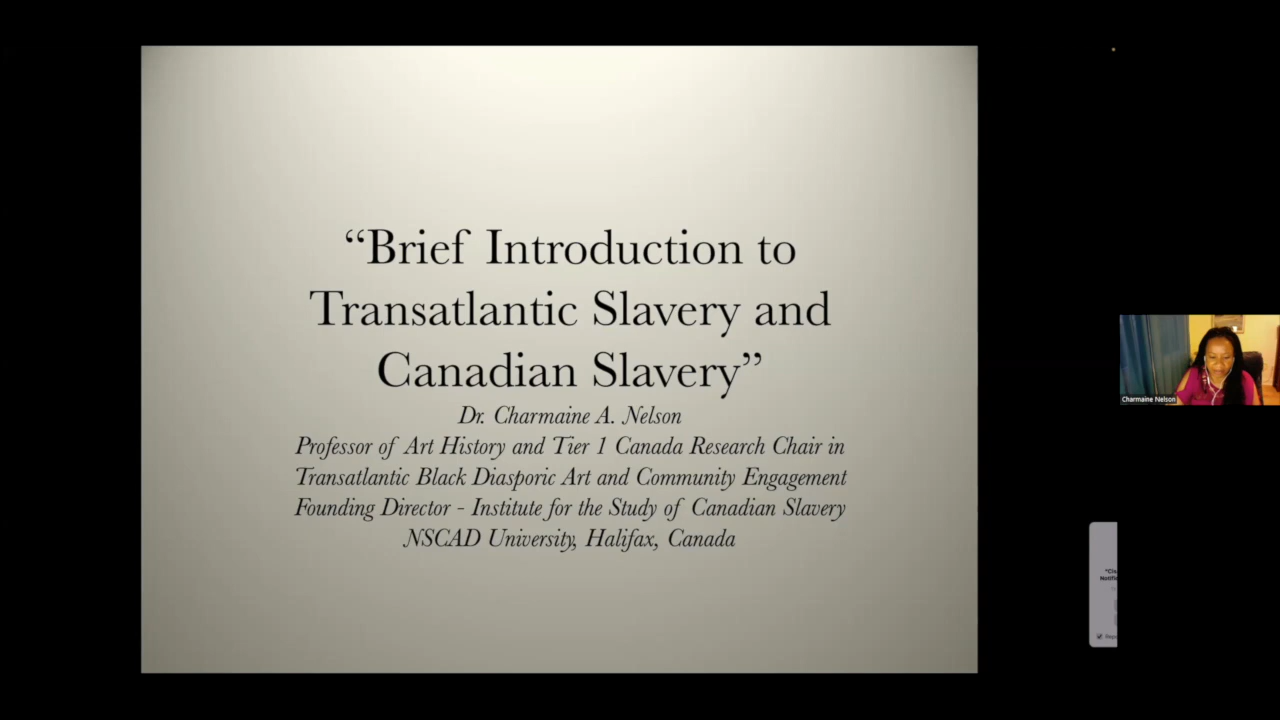 “Brief Introduction to
Transatlantic Slavery and
Canadian Slavery”
Dr. Charmaine A. Nelson
Professor of Art History and Tier 1 Canada Research Chair in
Transatlantic Black Diasporic Art and Community Engagement
Founding Director - Institute for the Study of Canadian Slavery
NSCAD University, Halifax, Canada
Charmaine Nelson